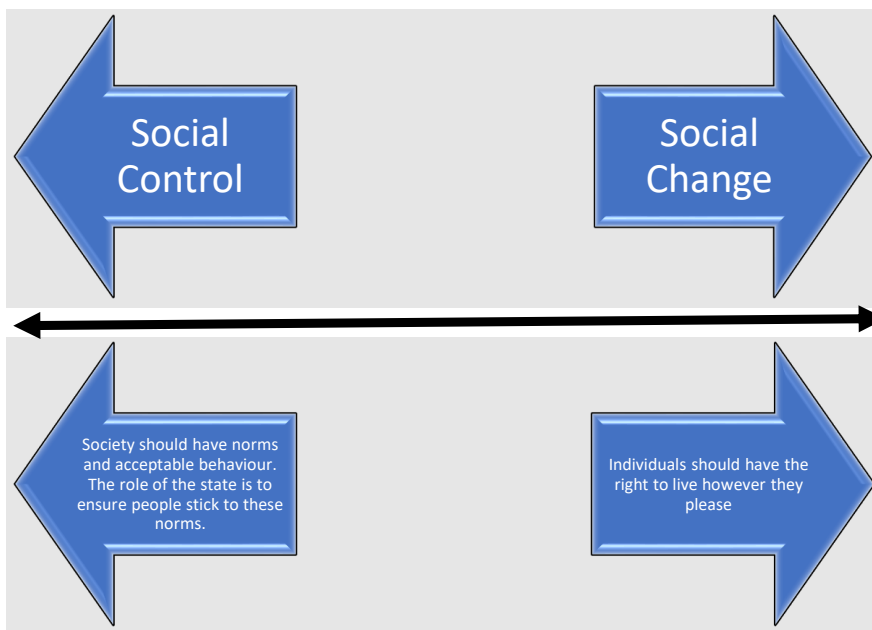 Social
Control
Social
Change
Society should have norms
and acceptable behaviour.
The role of the state is to
ensure people stick to these
norms.
Individuals should have the
right to live however they
please